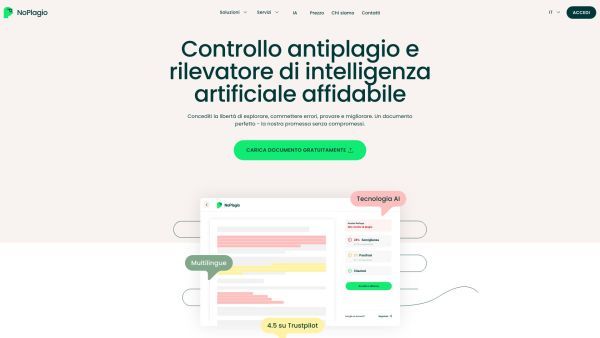 NoPlagio
Soluzioni Servizi IA Prezzo Chi siamo Contatti
IT ACCEDI
Controllo antiplagio e
rilevatore di intelligenza
artificiale affidabile
Concediti la libertà di esplorare, commettere errori, provare e migliorare. Un documento
perfetto - la nostra promessa senza compromessi.
CARICA DOCUMENTO GRATUITAMENTE
Tecnologia AI
NoPlagio
Multilingue
4.5 su Trustpilot